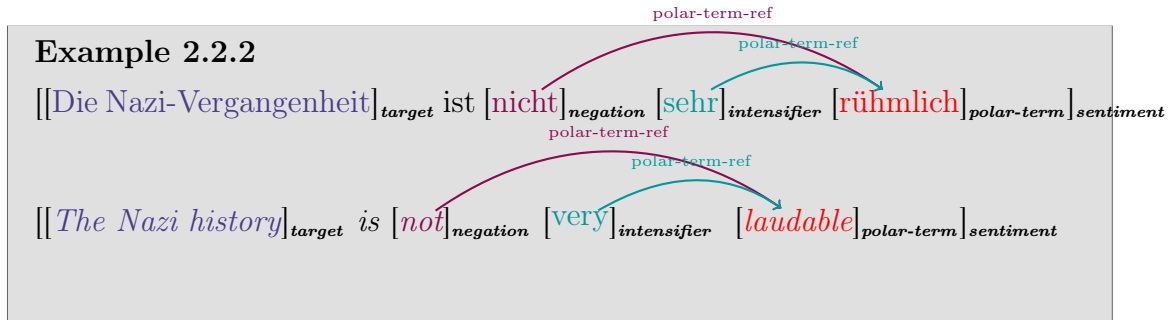 polar-term-ref
Example 2.2.2
polar-term-ref
[[Die Nazi-Vergangenheit]target ist [nicht]negation [sehr]intensifier [rühmlich]polar-term]sentiment
polar-term-ref
polar-term-ref
[[The Nazi history]target is [not]negation [very]intensifier [laudable]polar-term]sentiment